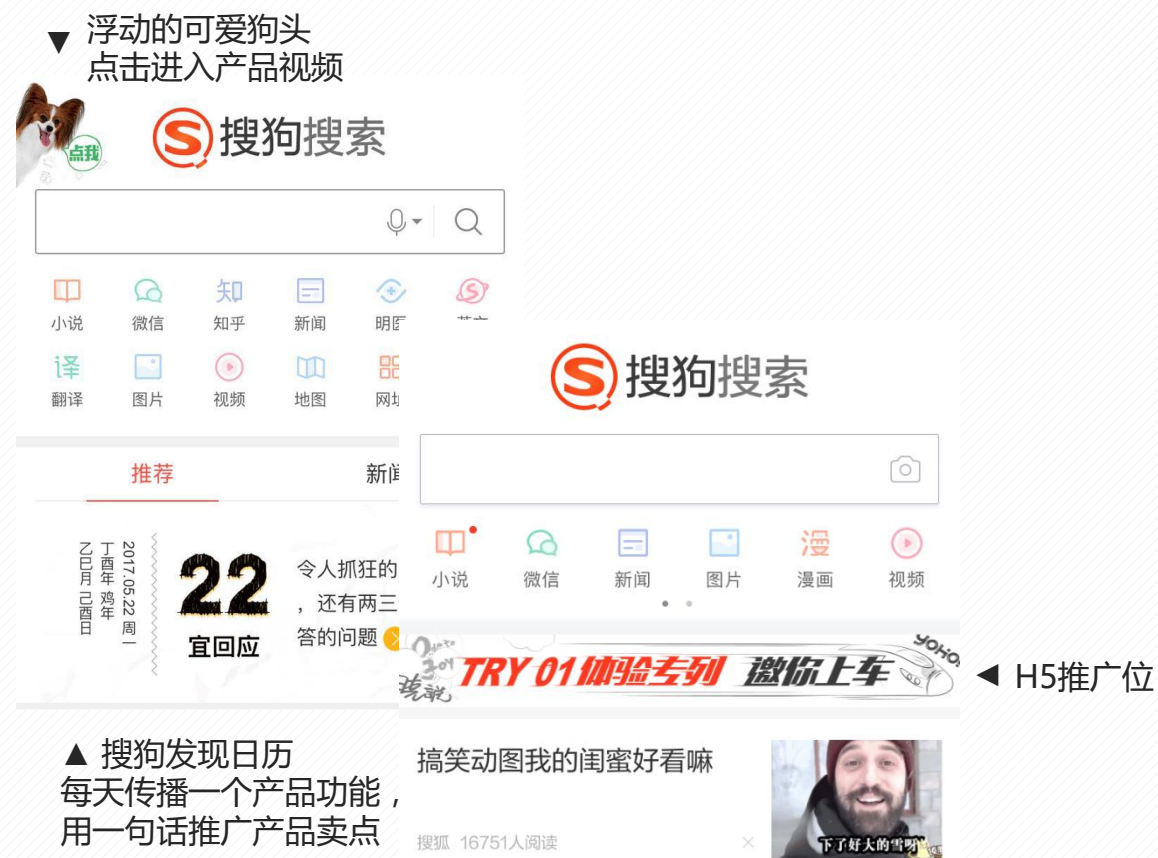 浮动的可爱狗头
点击进入产品视频
点我
搜狗搜索
小说 微信 知乎 新闻
翻译 图片 视频 地图
推荐
2017.05.22 周一
丁酉年 鸡年
乙巳月 己酉日
22
宜回应
令人抓狂的
，还有两三
答的问题
▲ 搜狗发现日历
每天传播一个产品功能，
用一句话推广产品卖点
搜狗搜索
小说 微信 新闻 图片 漫画 视频
TRY 01体验专列 邀你上车
YOHO
◀ H5推广位
搞笑动图我的闺蜜好看嘛
搜狐 16751人阅读
下了好大的雪呀